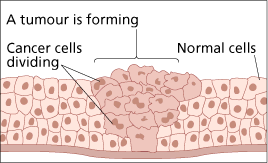 A tumour is forming
Cancer cells
dividing
Normal cells